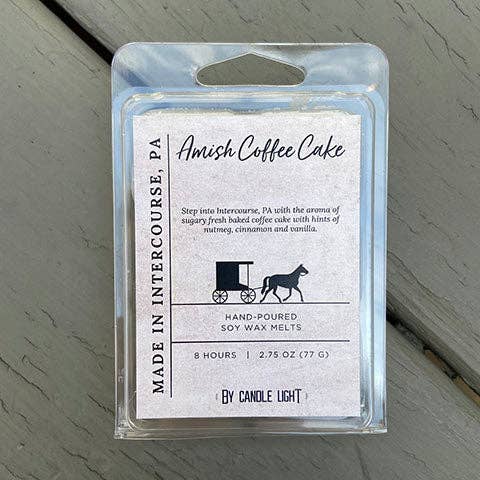 Amish Coffee Cake
MADE IN INTERCOURSE, PA
Step into Intercourse, PA with the aroma of
sugary fresh baked coffee cake with hints of
nutmeg, cinnamon and vanilla.
HAND-POURED
SOY WAX MELTS
8 HOURS | 2.75 OZ (77 G)
BY CANDLE LIGHT